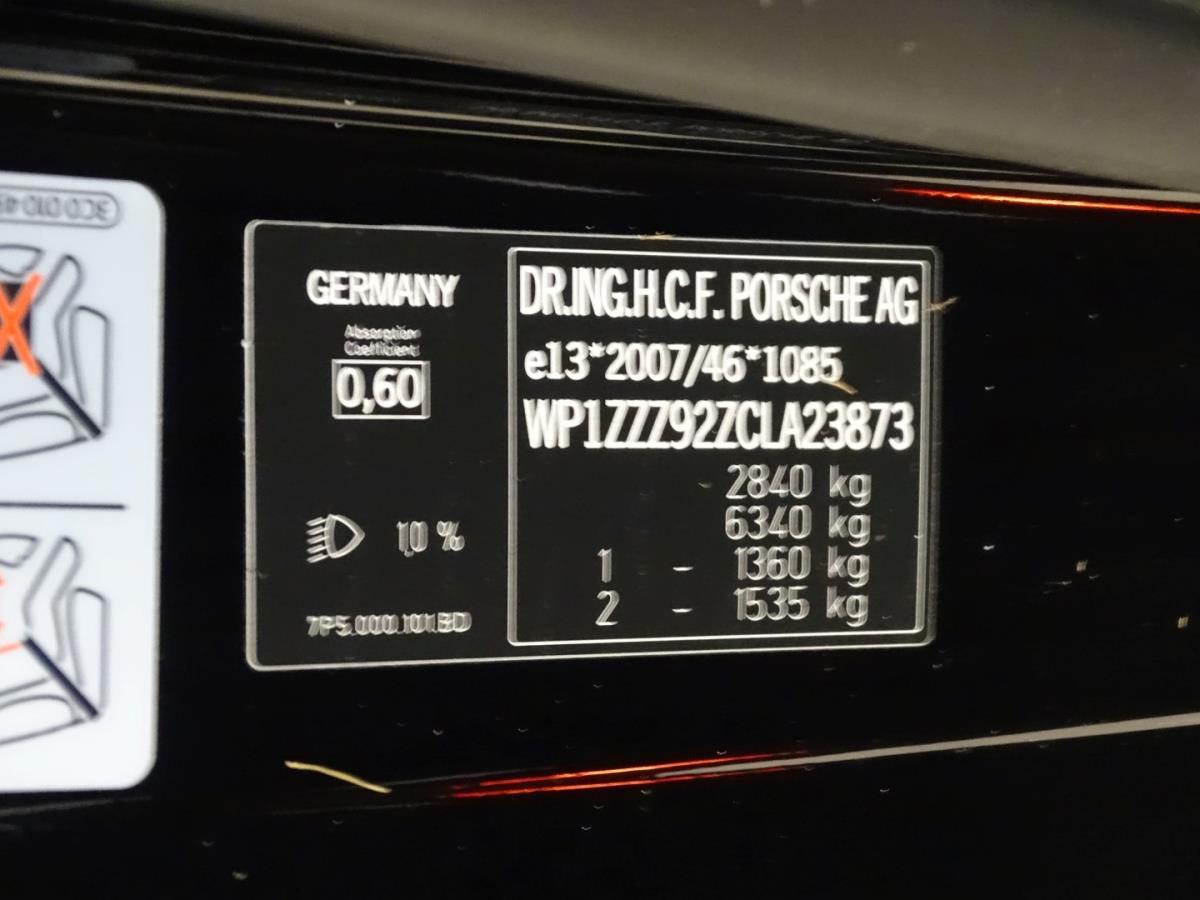 GERMANY
Absorption
Coefficient
0,60
1,0 %
7P5.000.101.BD
DR.ING.H.C.F. PORSCHE AG
e13*2007/46*1085
WP1ZZZ92ZCLA23873
2840 kg
6340 kg
1 - 1360 kg
2 - 1535 kg